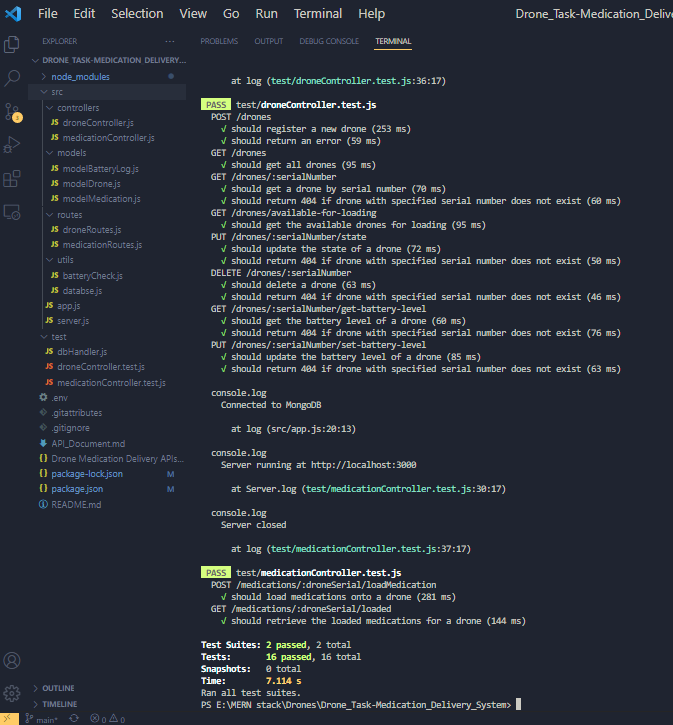 File Edit Selection View Go Run Terminal Help Drone_Task-Medication_Delive
EXPLORER ···
PROBLEMS OUTPUT DEBUG CONSOLE TERMINAL
DRONE_TASK-MEDICATION_DELIVERY...
node_modules
src
controllers
JS droneController.js
JS medicationController.js
models
JS modelBatteryLog.js
JS modelDrone.js
JS modelMedication.js
routes
JS droneRoutes.js
JS medicationRoutes.js
utils
JS batteryCheck.js
JS databse.js
JS app.js
JS server.js
test
JS dbHandler.js
JS droneController.test.js
JS medicationController.test.js
.env
.gitattributes
.gitignore
API_Document.md
{} Drone Medication Delivery APIs...
{} package-lock.json M
{} package.json M
README.md
OUTLINE
TIMELINE
at log (test/droneController.test.js:36:17)
PASS test/droneController.test.js
POST /drones
√ should register a new drone (253 ms)
√ should return an error (59 ms)
GET /drones
√ should get all drones (95 ms)
GET /drones/:serialNumber
√ should get a drone by serial number (70 ms)
√ should return 404 if drone with specified serial number does not exist (60 ms)
GET /drones/available-for-loading
√ should get the available drones for loading (95 ms)
PUT /drones/:serialNumber/state
√ should update the state of a drone (72 ms)
√ should return 404 if drone with specified serial number does not exist (50 ms)
DELETE /drones/:serialNumber
√ should delete a drone (63 ms)
√ should return 404 if drone with specified serial number does not exist (46 ms)
GET /drones/:serialNumber/get-battery-level
√ should get the battery level of a drone (60 ms)
√ should return 404 if drone with specified serial number does not exist (76 ms)
PUT /drones/:serialNumber/set-battery-level
√ should update the battery level of a drone (85 ms)
√ should return 404 if drone with specified serial number does not exist (63 ms)
console.log
Connected to MongoDB
at log (src/app.js:20:13)
console.log
Server running at http://localhost:3000
at Server.log (test/medicationController.test.js:30:17)
console.log
Server closed
at log (test/medicationController.test.js:37:17)
PASS test/medicationController.test.js
POST /medications/:droneSerial/loadMedication
√ should load medications onto a drone (281 ms)
GET /medications/:droneSerial/loaded
√ should retrieve the loaded medications for a drone (144 ms)
Test Suites: 2 passed, 2 total
Tests: 16 passed, 16 total
Snapshots: 0 total
Time: 7.114 s
Ran all test suites.
PS E:\MERN stack\Drones\Drone_Task-Medication_Delivery_System>
main* 0 0